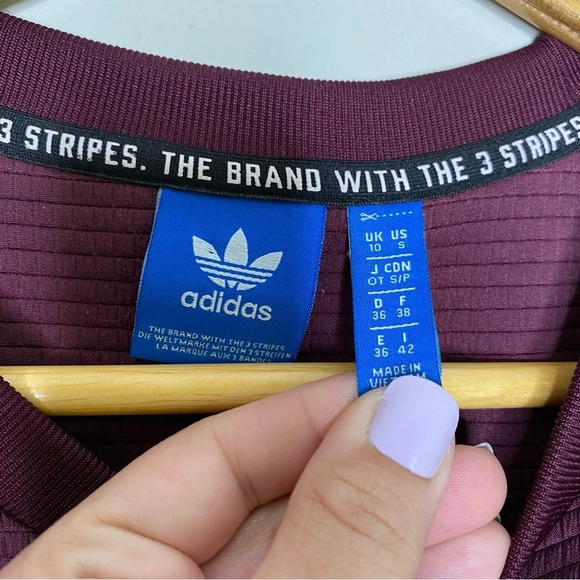 3 STRIPES. THE BRAND WITH THE 3 STRIPES
adidas
THE BRAND WITH THE 3 STRIPES
DIE WELTMARKE MIT DEN 3 STREIFEN
LA MARQUE AUX 3 BANDES
UK US
10 S
J CDN
OT S/P
D F
36 38
E I
36 42
MADE IN
VIETNAM